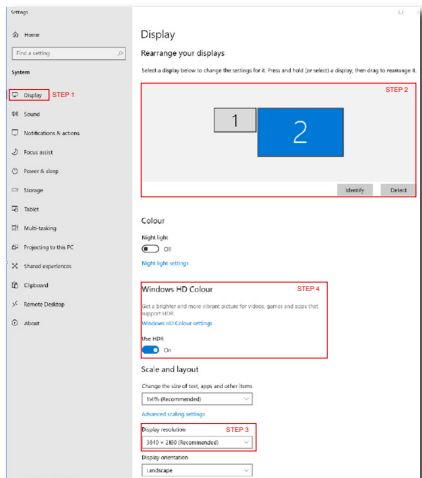 Settings
Home
Find a setting
System
Display
STEP 1
Sound
Notifications & actions
Focus assist
Power & sleep
Storage
Tablet
Multi-tasking
Projecting to this PC
Shared experiences
Clipboard
Remote Desktop
About
Display
Rearrange your displays
Select a display below to change the settings for it. Press and hold (or select) a display, then drag to rearrange it.
STEP 2
1
2
Identify
Detect
Colour
Night light
Off
Night light settings
Windows HD Colour
STEP 4
Get a brighter and more vibrant picture for videos, games and apps that
support HDR.
Windows HD Colour settings
Use HDR
On
Scale and layout
Change the size of text, apps and other items
(Recommended)
Advanced scaling settings
Display resolution
STEP 3
3840 × 2160 (Recommended)
Display orientation
Landscape